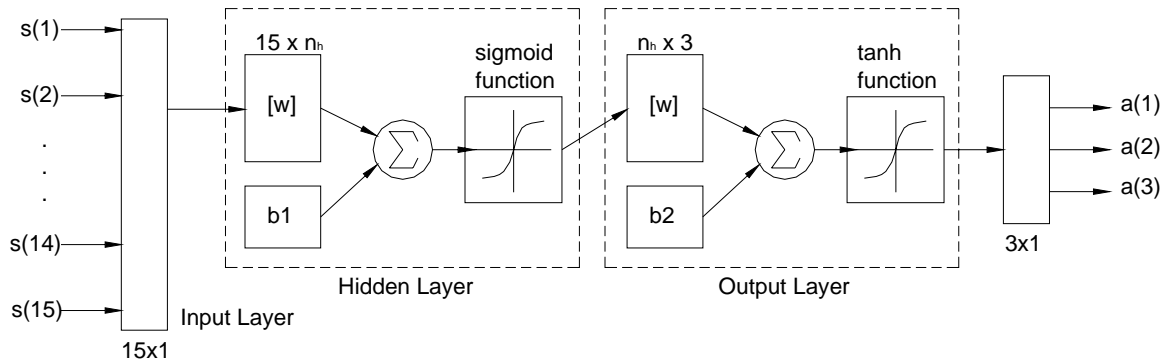 s(1)
s(2)
.
.
.
s(14)
s(15)
15x1
Input Layer
15 x nh
[w]
b1
Σ
sigmoid
function
Hidden Layer
nh x 3
[w]
b2
Σ
tanh
function
Output Layer
3x1
a(1)
a(2)
a(3)